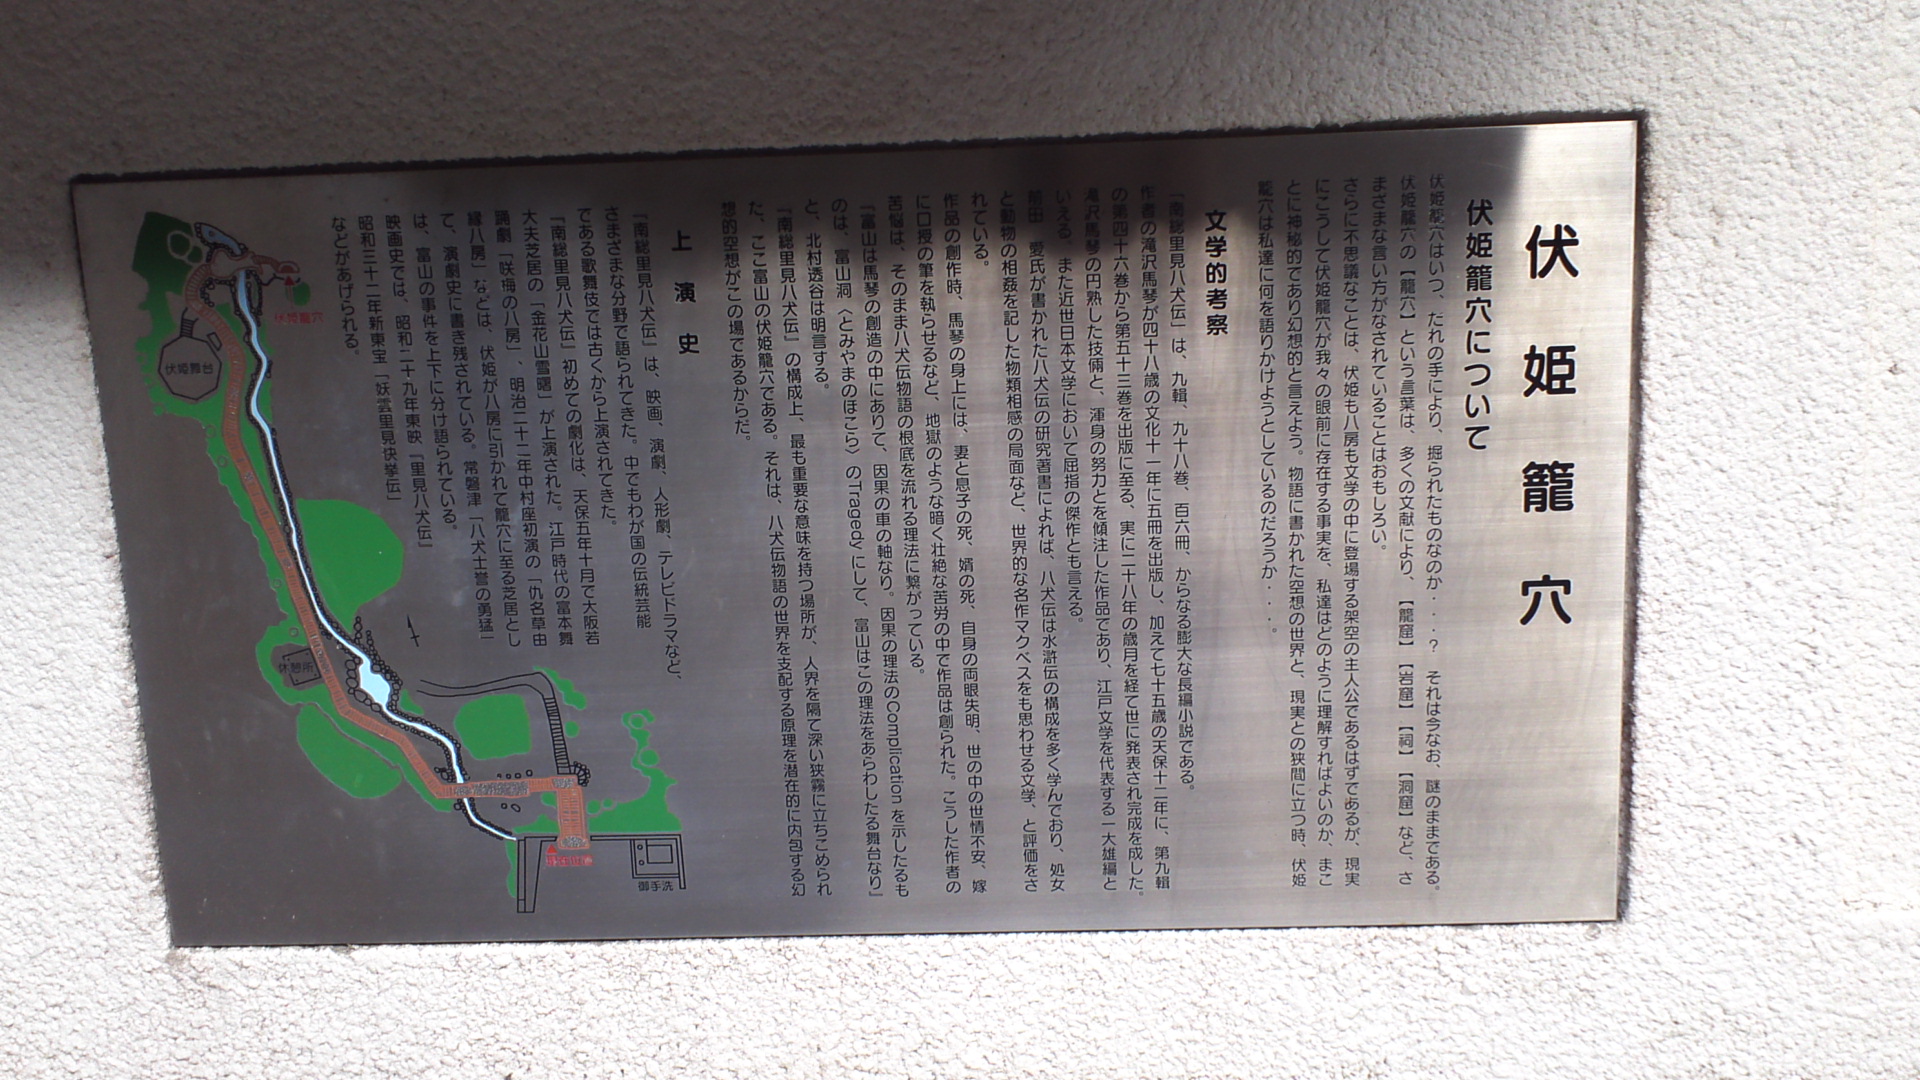 伏姫籠穴
伏姫籠穴について
伏姫籠穴はいつ、たれの手により、掘られたものなのか・・・？　それは今なお、謎のままである。
伏姫籠穴の【籠穴】という言葉は、多くの文献により、【籠窟】【岩窟】【祠】【洞窟】など、さ
まざまな言い方がなされていることはおもしろい。
さらに不思議なことは、伏姫も八房も文学の中に登場する架空の主人公であるはずであるが、現実
にこうして伏姫籠穴が我々の眼前に存在する事実を、私達はどのように理解すればよいのか、まこ
とに神秘的であり幻想的と言えよう。物語に書かれた空想の世界と、現実との狭間に立つ時、伏姫
籠穴は私達に何を語りかけようとしているのだろうか・・・。
文学的考察
『南総里見八犬伝』は、九輯、九十八巻、百六冊、からなる膨大な長編小説である。
作者の滝沢馬琴が四十八歳の文化十一年に五冊を出版し、加えて七十五歳の天保十二年に、第九輯
の第四十六巻から第五十三巻を出版に至る、実に二十八年の歳月を経て世に発表され完成を成した。
滝沢馬琴の円熟した技倆と、渾身の努力とを傾注した作品であり、江戸文学を代表する一大雄編と
いえる。また近世日本文学において屈指の傑作とも言える。
前田　愛氏が書かれた八犬伝の研究著書によれば、八犬伝は水滸伝の構成を多く学んでおり、処女
と動物の相姦を記した物類相感の局面など、世界的な名作マクベスをも思わせる文学、と評価をさ
れている。
作品の創作時、馬琴の身上には、妻と息子の死、婿の死、自身の両眼失明、世の中の世情不安、嫁
に口授の筆を執らせるなど、地獄のような暗く壮絶な苦労の中で作品は創られた。こうした作者の
苦悩は、そのまま八犬伝物語の根底を流れる理法に繋がっている。
『富山は馬琴の創造の中にありて、因果の車の軸なり。因果の理法のComplicationを示したるも
のは、富山洞〈とみやまのほこら〉のTragedyにして、富山はこの理法をあらわしたる舞台なり』
と、北村透谷は明言する。
『南総里見八犬伝』の構成上、最も重要な意味を持つ場所が、人界を隔て深い狭霧に立ちこめられ
た、ここ富山の伏姫籠穴である。それは、八犬伝物語の世界を支配する原理を潜在的に内包する幻
想的空想がこの場であるからだ。
上演史
『南総里見八犬伝』は、映画、演劇、人形劇、テレビドラマなど、
さまざまな分野で語られてきた。中でもわが国の伝統芸能
である歌舞伎では古くから上演されてきた。
『南総里見八犬伝』初めての劇化は、天保五年十月で大阪若
大夫芝居の「金花山雪曙」が上演された。江戸時代の富本舞
踊劇「咲梅の八房」、明治二十二年中村座初演の「仇名草由
縁八房」などは、伏姫が八房に引かれて籠穴に至る芝居とし
て、演劇史に書き残されている。常磐津「八犬士誉の勇猛」
は、富山の事件を上下に分け語られている。
映画史では、昭和二十九年東映『里見八犬伝』
昭和三十二年新東宝「妖雲里見快挙伝」
などがあげられる。
伏姫籠穴
伏姫舞台
休憩所
御手洗